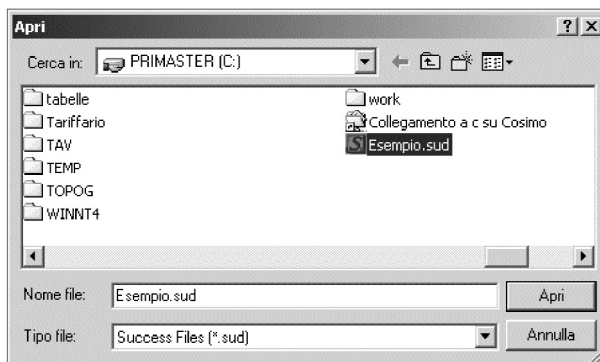 Apri
Cerca in: PRIMASTER (C:)
tabelle
Tariffario
TAV
TEMP
TOPOG
WINNT4
work
Collegamento a c su Cosimo
Esempio.sud
Nome file: Esempio.sud Apri
Tipo file: Success Files (*.sud) Annulla